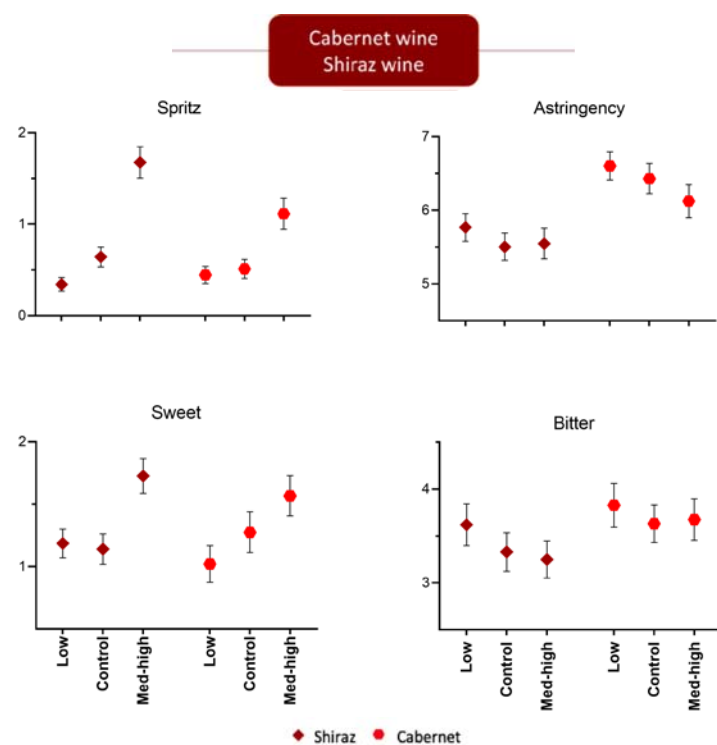 Cabernet wine
Shiraz wine
Spritz
2
1
0
Astringency
7
6
5
Sweet
2
1
Low
Control
Med-high
Low
Control
Med-high
Bitter
4
3
Low
Control
Med-high
Low
Control
Med-high
Shiraz Cabernet